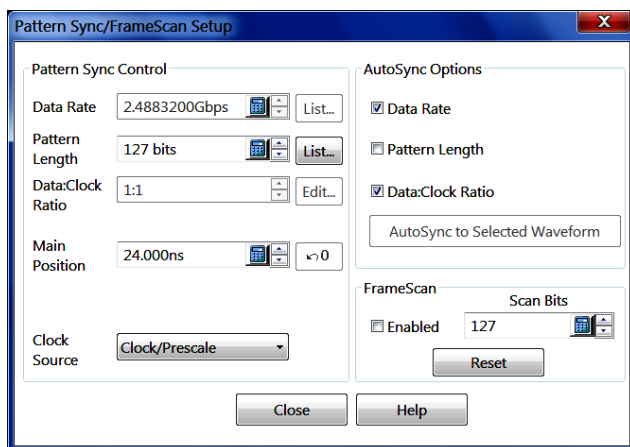 Pattern Sync/FrameScan Setup
Pattern Sync Control
Data Rate
2.4883200Gbps
List...
Pattern
Length
127 bits
List...
Data:Clock
Ratio
1:1
Edit...
Main
Position
24.000ns
0
Clock
Source
Clock/Prescale
AutoSync Options
Data Rate
Pattern Length
Data:Clock Ratio
AutoSync to Selected Waveform
FrameScan
Scan Bits
Enabled
127
Reset
Close
Help